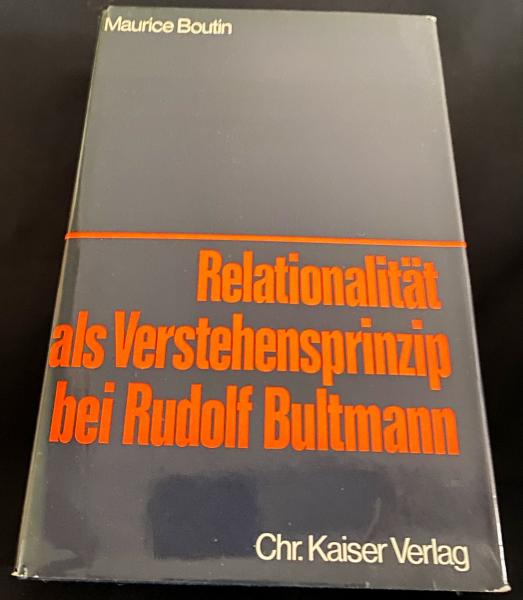 Maurice Boutin
Relationalität
als Verstehensprinzip
bei Rudolf Bultmann
Chr. Kaiser Verlag